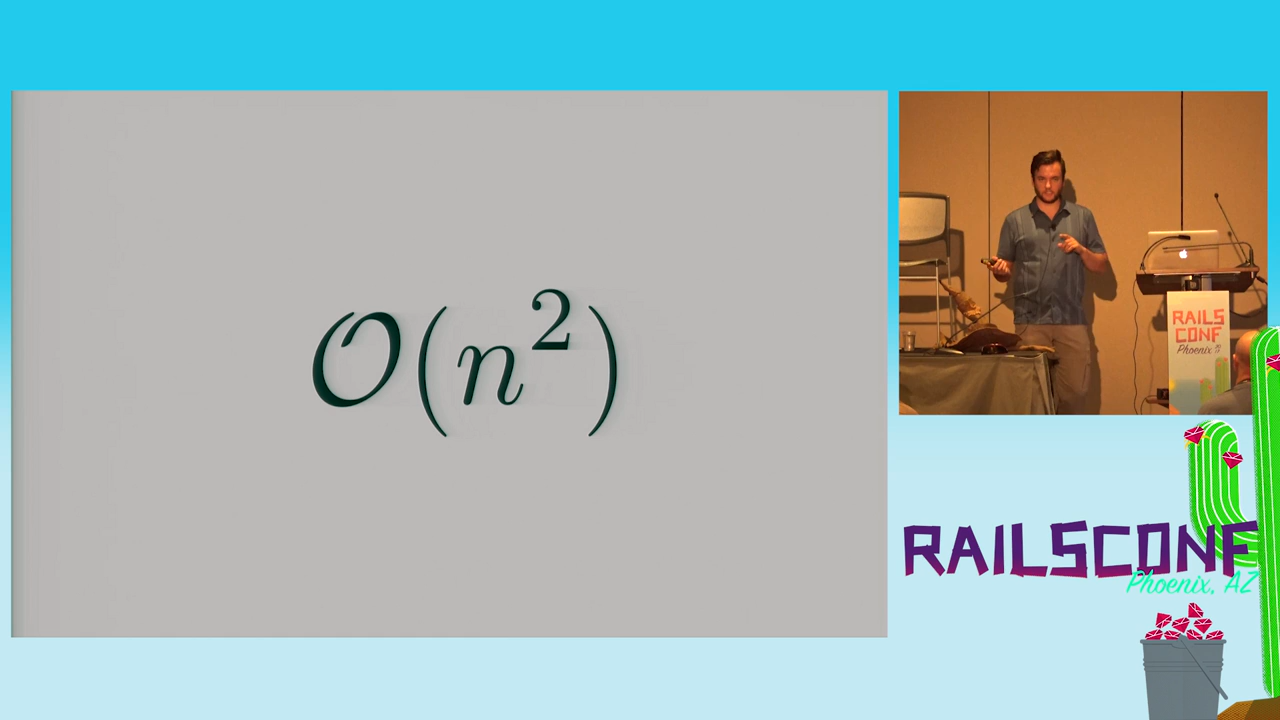 O(n²)
RAILS
CONF
Phoenix
RAILSCONF
Phoenix, AZ